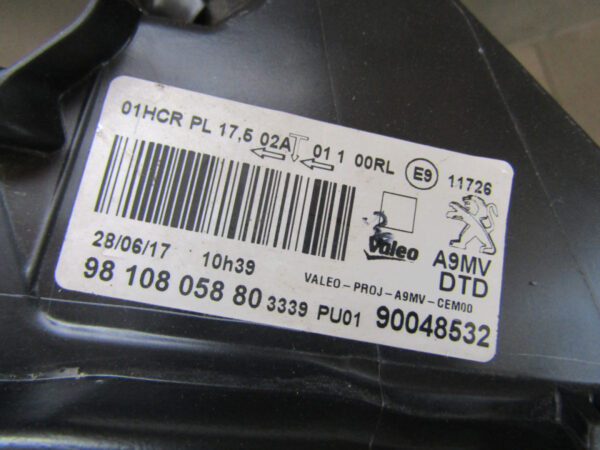 01HCR PL 17,5 02A 01 1 00RL E9 11726
Valeo
A9MV
DTD
28/06/17 10h39
VALEO-PROJ-A9MV-CEM00
98 108 058 80 3339 PU01 90048532